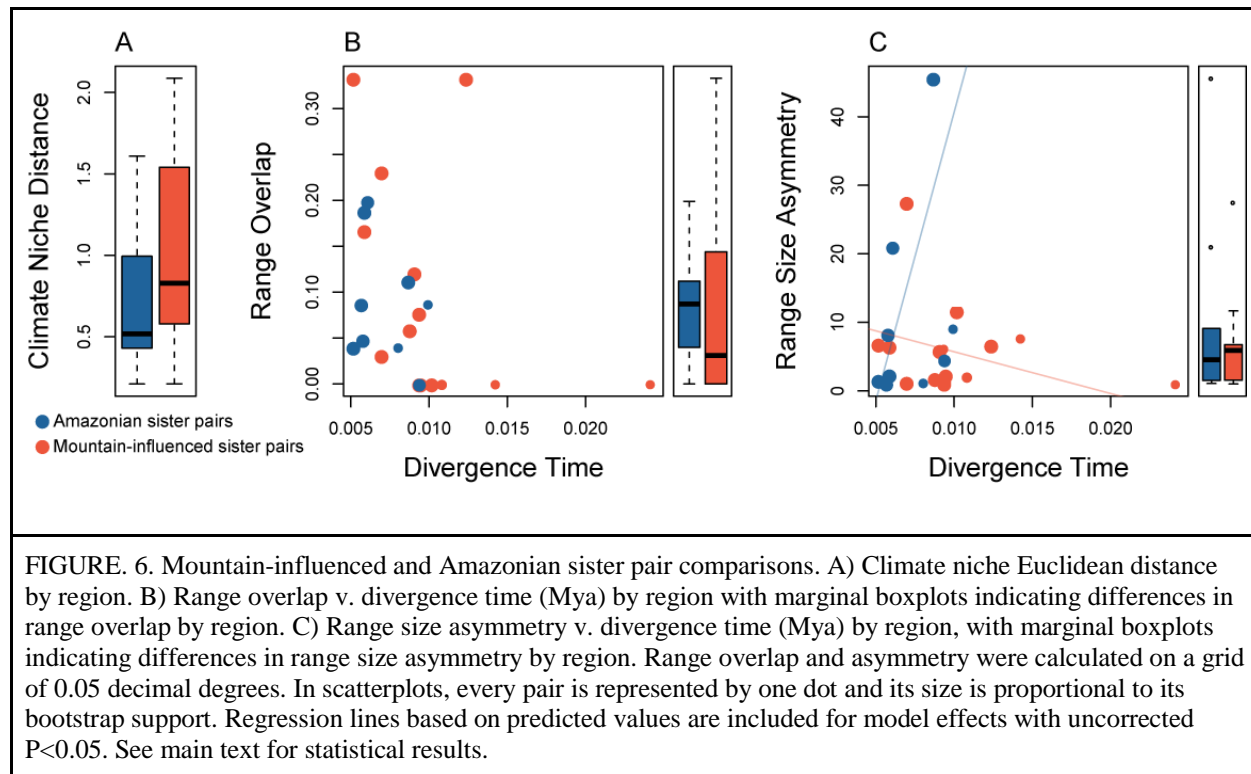 A
B
C
Climate Niche Distance
0.5
1.0
1.5
2.0
Range Overlap
0.00
0.10
0.20
0.30
0.005
0.010
0.015
0.020
Divergence Time
Range Size Asymmetry
0
10
20
30
40
0.005
0.010
0.015
0.020
Divergence Time
Amazonian sister pairs
Mountain-influenced sister pairs
FIGURE. 6. Mountain-influenced and Amazonian sister pair comparisons. A) Climate niche Euclidean distance
by region. B) Range overlap v. divergence time (Mya) by region with marginal boxplots indicating differences in
range overlap by region. C) Range size asymmetry v. divergence time (Mya) by region, with marginal boxplots
indicating differences in range size asymmetry by region. Range overlap and asymmetry were calculated on a grid
of 0.05 decimal degrees. In scatterplots, every pair is represented by one dot and its size is proportional to its
bootstrap support. Regression lines based on predicted values are included for model effects with uncorrected
P<0.05. See main text for statistical results.